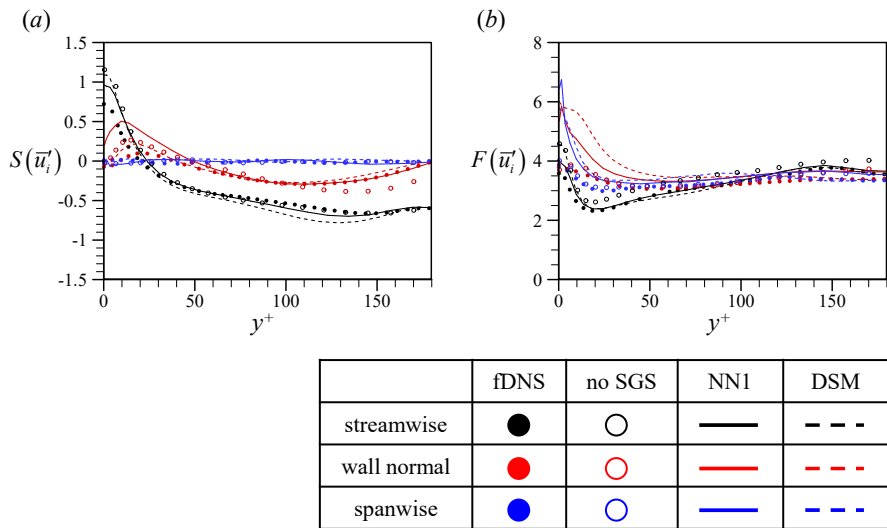 (a)
(b)
1.5
1
0.5
0
-0.5
-1
-1.5
S(u̅′ᵢ)
0
50
100
150
y⁺
8
6
4
2
0
F(u̅′ᵢ)
0
50
100
150
y⁺
fDNS no SGS NN1 DSM
streamwise
wall normal
spanwise